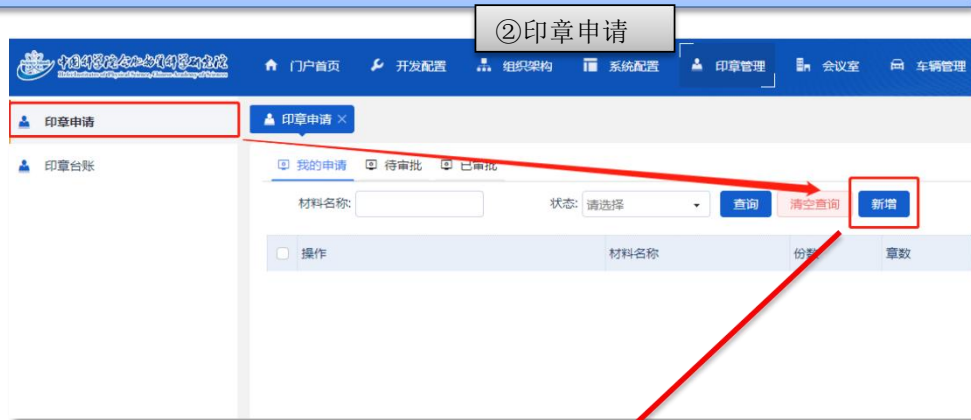 ②印章申请
门户首页 开发配置 组织架构 系统配置 印章管理 会议室 车辆管理
印章申请 印章申请 ×
印章台账 我的申请 待审批 已审批
材料名称: 状态: 请选择 查询 清空查询 新增
操作 材料名称 份数 章数